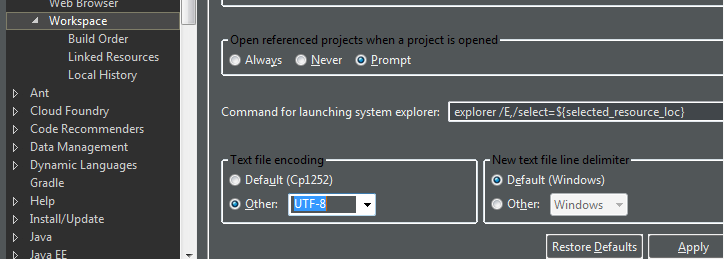 Web Browser
Workspace
Build Order
Linked Resources
Local History
Ant
Cloud Foundry
Code Recommenders
Data Management
Dynamic Languages
Gradle
Help
Install/Update
Java
Java EE
Open referenced projects when a project is opened
Always Never Prompt
Command for launching system explorer: explorer /E,/select=${selected_resource_loc}
Text file encoding
Default (Cp1252)
Other: UTF-8
New text file line delimiter
Default (Windows)
Other: Windows
Restore Defaults Apply